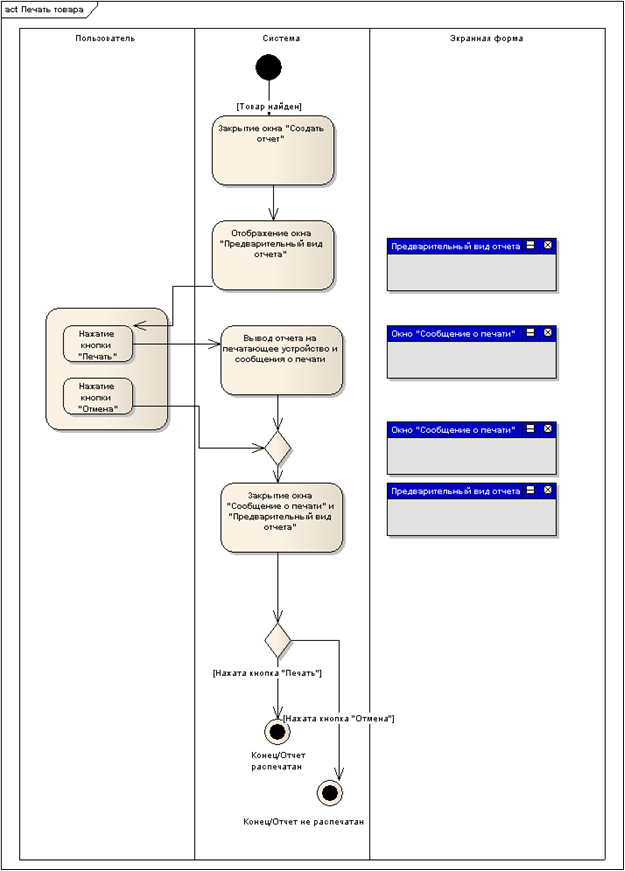 act Печать товара
Пользователь
Система
Экранная форма
[Товар найден]
Закрытие окна "Создать
отчет"
Отображение окна
"Предварительный вид
отчета"
Предварительный вид отчета
Нажатие
кнопки
"Печать"
Вывод отчета на
печатающее устройство и
сообщения о печати
Окно "Сообщение о печати"
Нажатие
кнопки
"Отмена"
Окно "Сообщение о печати"
Закрытие окна
"Сообщение о печати" и
"Предварительный вид
отчета"
Предварительный вид отчета
[Нажата кнопка "Печать"]
[Нажата кнопка "Отмена"]
Конец/Отчет
распечатан
Конец/Отчет не распечатан